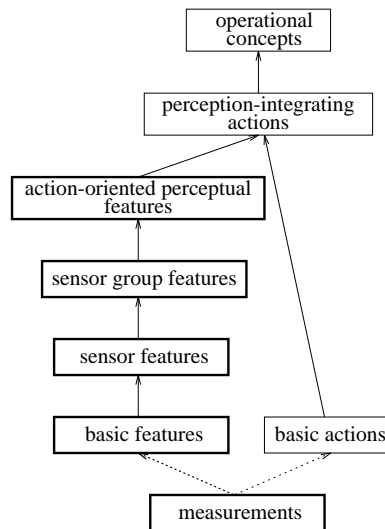 operational
concepts
perception-integrating
actions
action-oriented perceptual
features
sensor group features
sensor features
basic features
basic actions
measurements